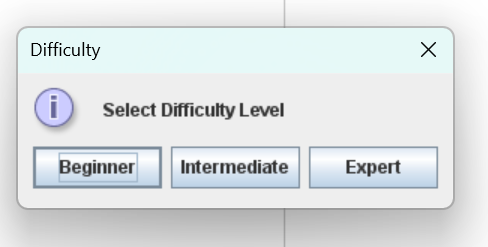 Difficulty
Select Difficulty Level
Beginner Intermediate Expert